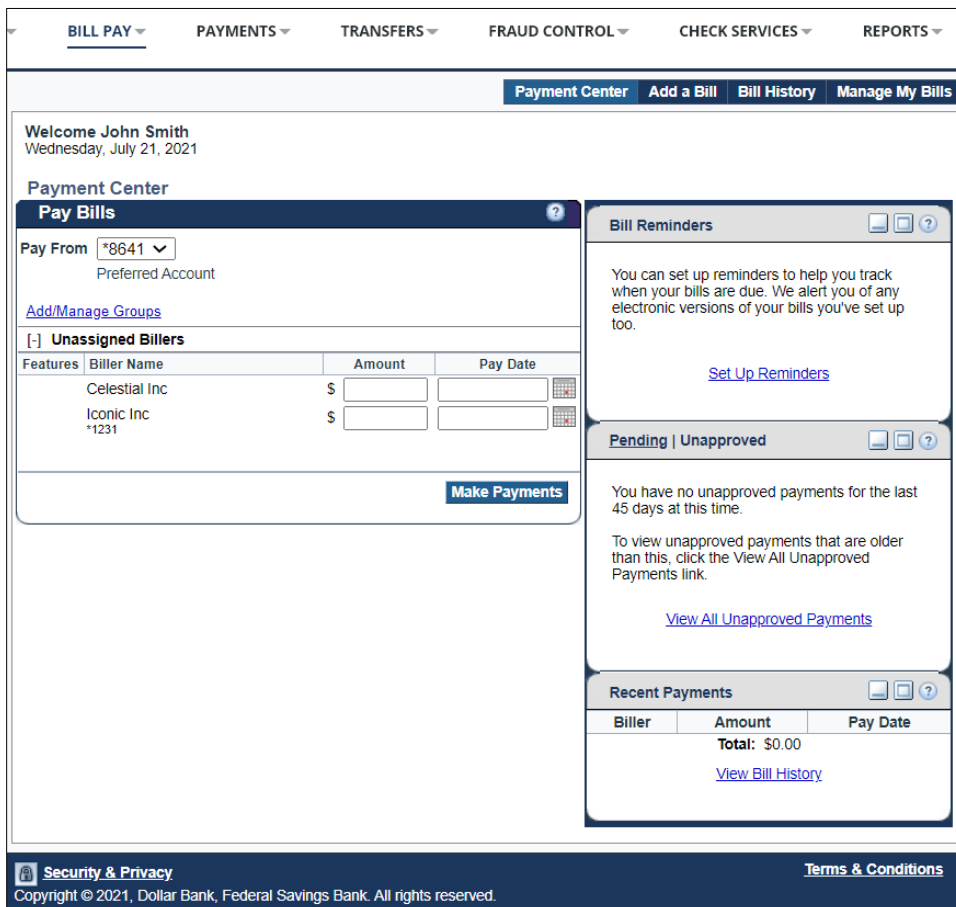 BILL PAY PAYMENTS TRANSFERS FRAUD CONTROL CHECK SERVICES REPORTS
Payment Center Add a Bill Bill History Manage My Bills
Welcome John Smith
Wednesday, July 21, 2021
Payment Center
Pay Bills
?
Pay From *8641
Preferred Account
Add/Manage Groups
[-] Unassigned Billers
Features Biller Name Amount Pay Date
Celestial Inc $
Iconic Inc $
*1231
Make Payments
Bill Reminders ?
You can set up reminders to help you track
when your bills are due. We alert you of any
electronic versions of your bills you've set up
too.
Set Up Reminders
Pending | Unapproved ?
You have no unapproved payments for the last
45 days at this time.
To view unapproved payments that are older
than this, click the View All Unapproved
Payments link.
View All Unapproved Payments
Recent Payments ?
Biller Amount Pay Date
Total: $0.00
View Bill History
Security & Privacy
Terms & Conditions
Copyright © 2021, Dollar Bank, Federal Savings Bank. All rights reserved.